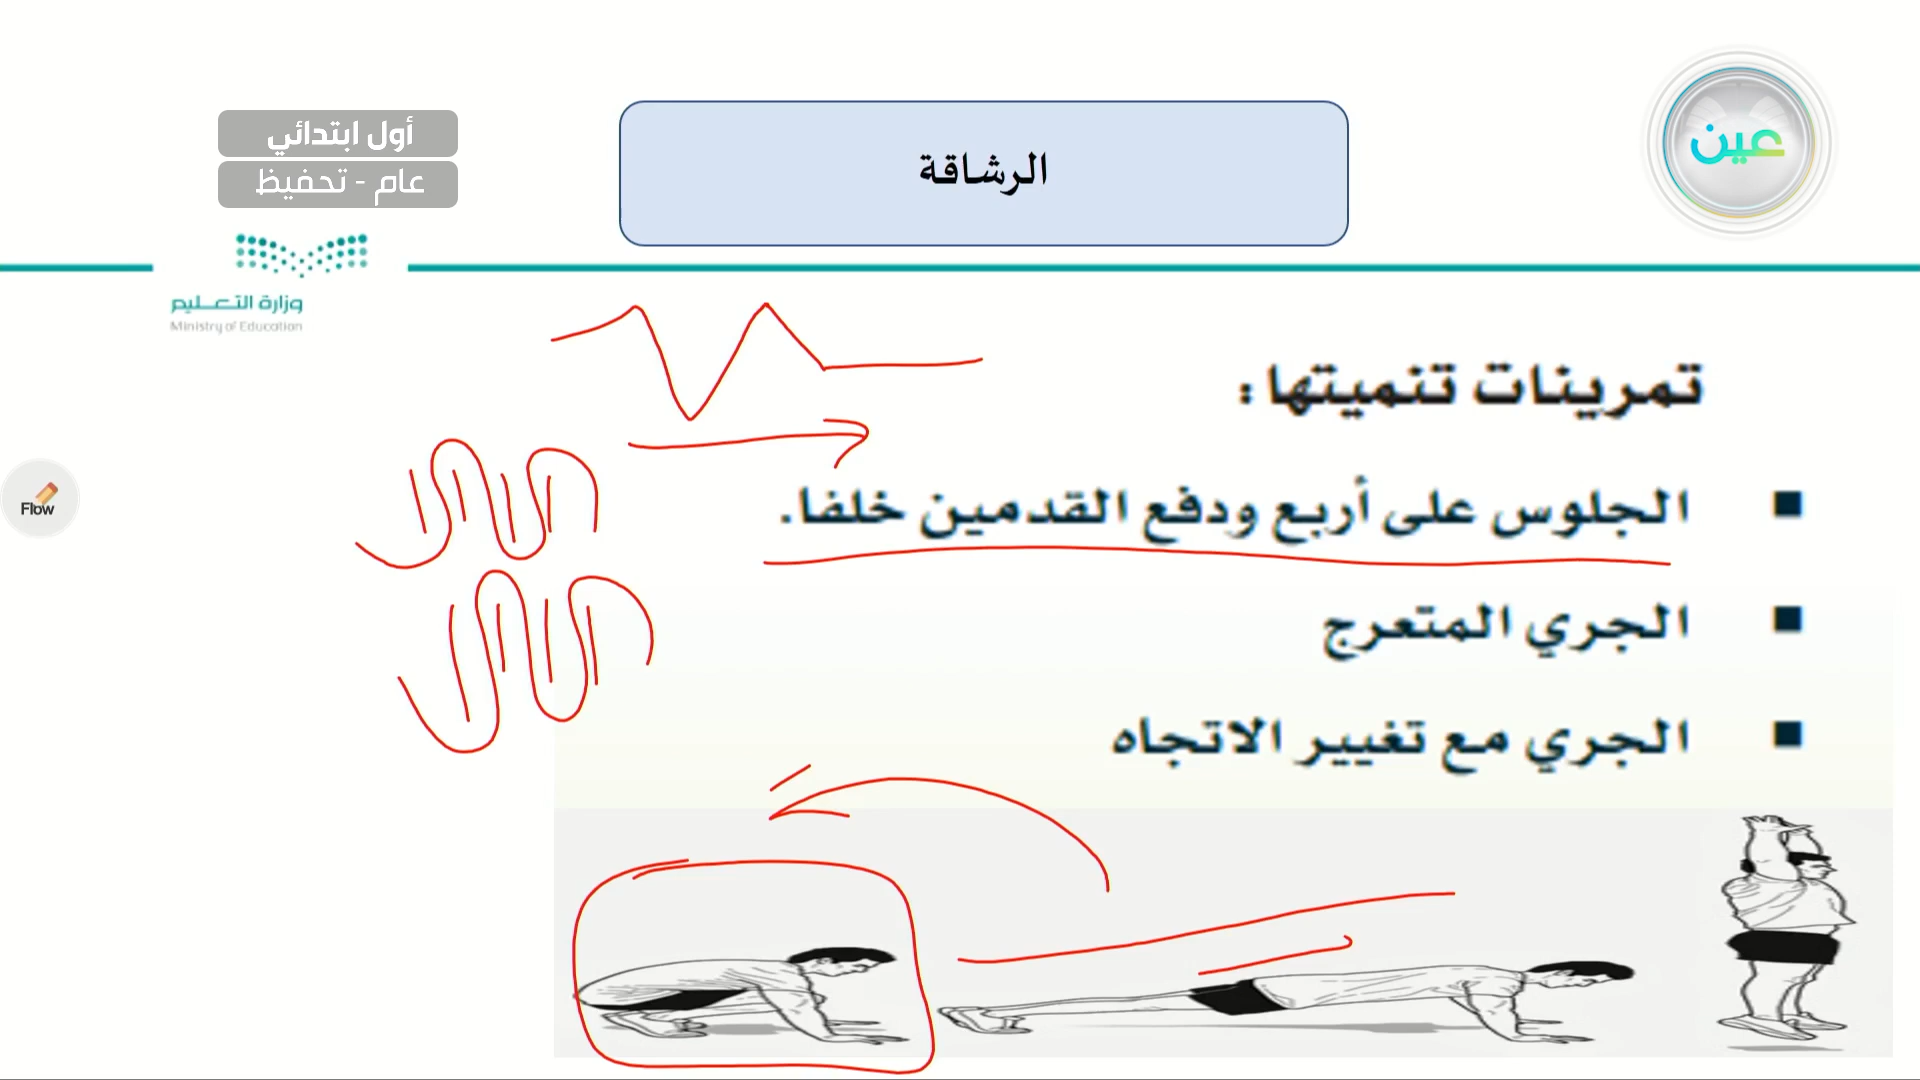 أول ابتدائي
عام - تحفيظ
الرشاقة
عين
وزارة التعـــليم
Ministry of Education
تمرينات تنميتها :
الجلوس على أربع ودفع القدمين خلفا.
الجري المتعرج
الجري مع تغيير الاتجاه
Flow